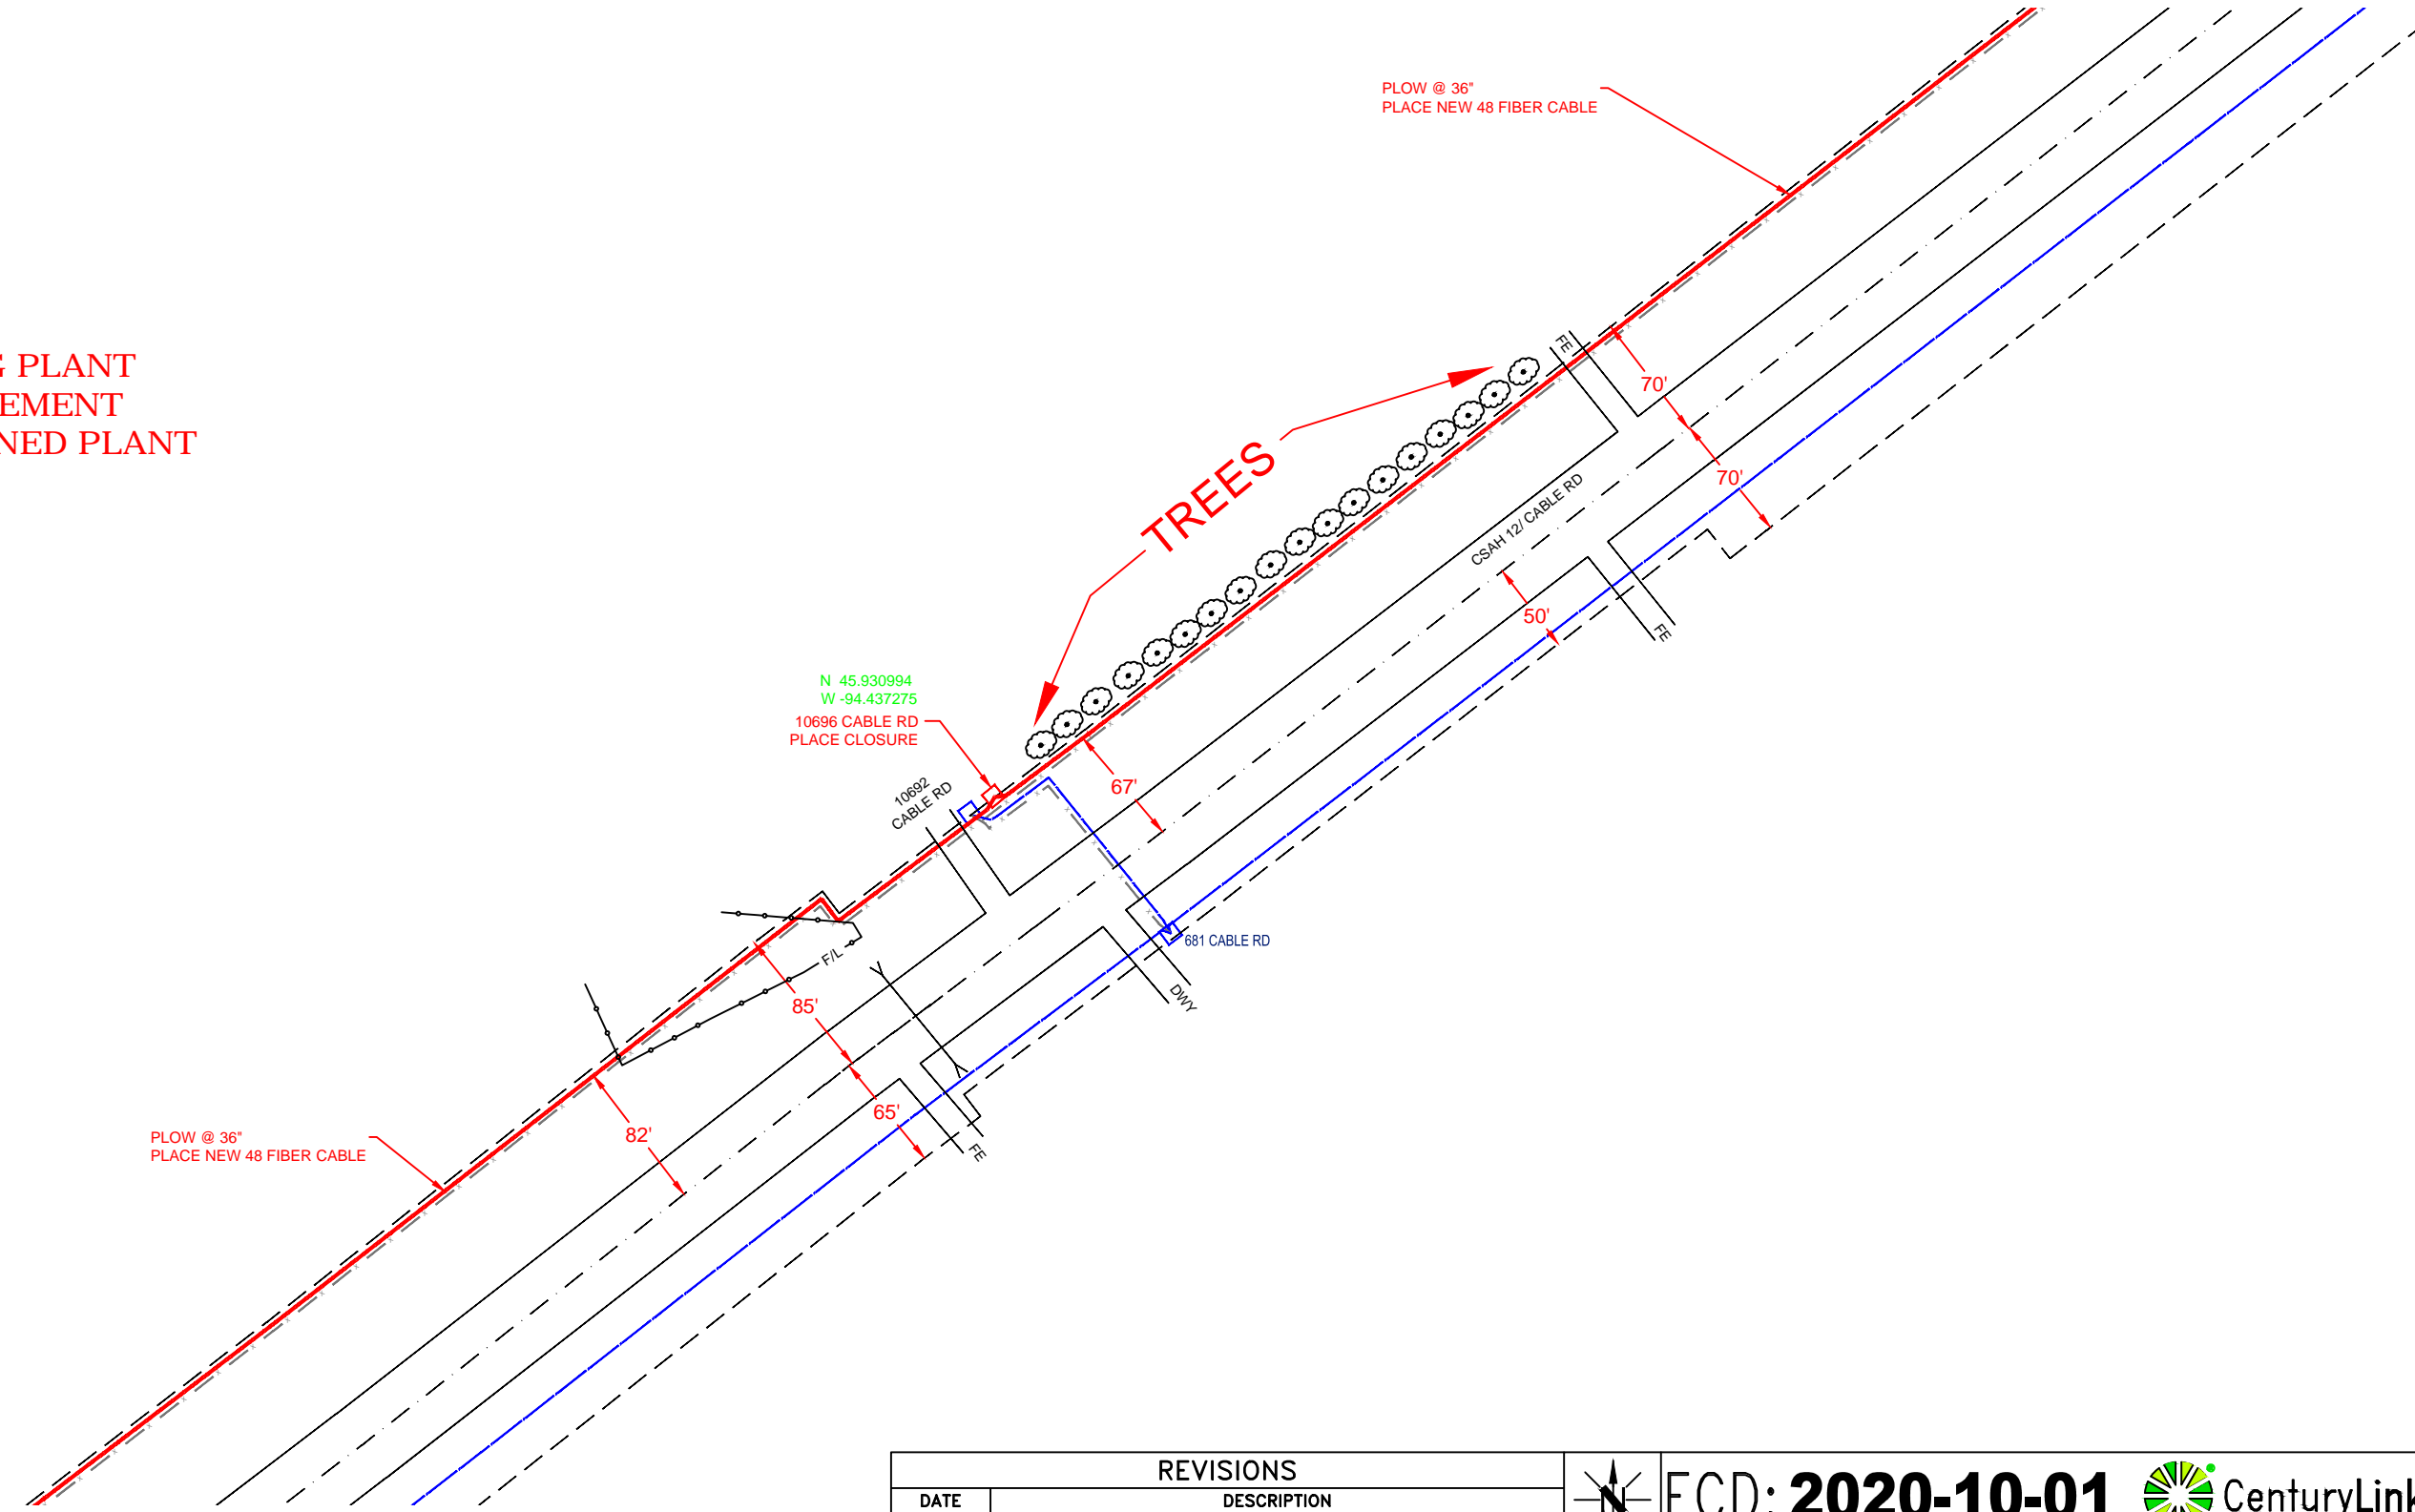 PLOW @ 36"
PLACE NEW 48 FIBER CABLE
PLANT
EMENT
NED PLANT
FE
70'
70'
TREES
CSAH 12/ CABLE RD
50'
FE
N 45.930994
W -94.437275
10696 CABLE RD
PLACE CLOSURE
67'
10692
CABLE RD
681 CABLE RD
F/L
DWY
85'
65'
82'
FE
PLOW @ 36"
PLACE NEW 48 FIBER CABLE
REVISIONS
DATE DESCRIPTION
N
ECD: 2020-10-01
CenturyLink